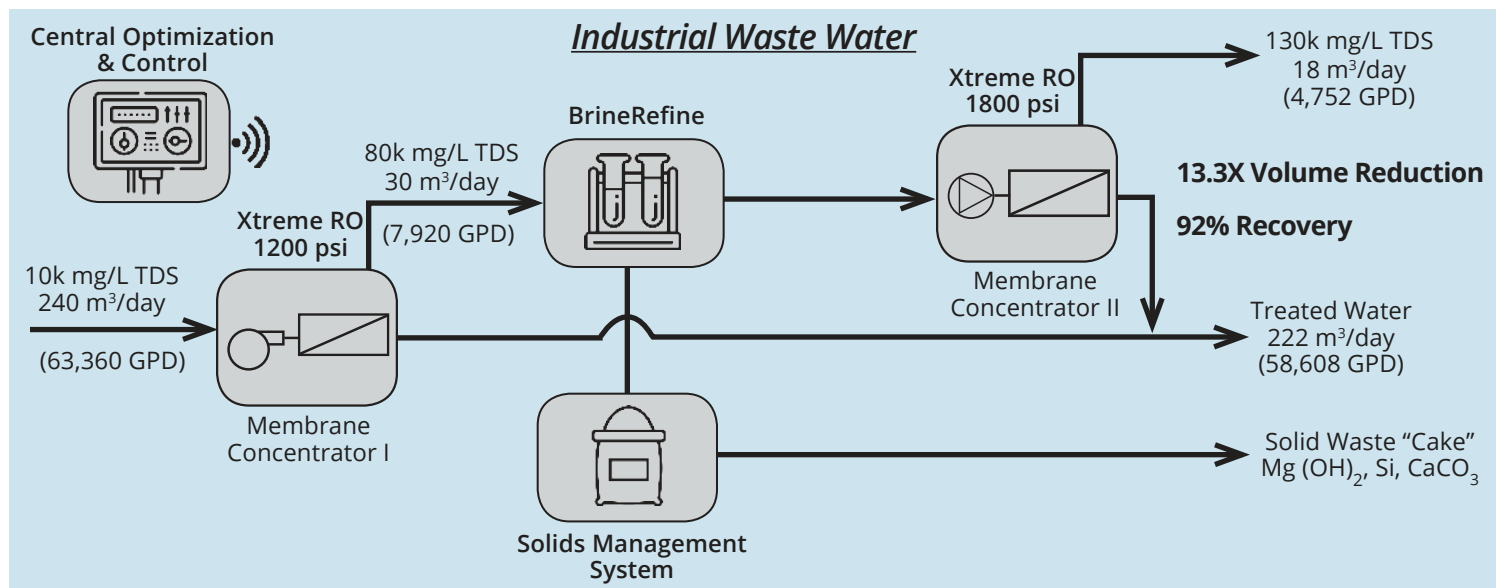 Industrial Waste Water
Central Optimization
& Control
10k mg/L TDS
240 m³/day
(63,360 GPD)
Xtreme RO
1200 psi
Membrane
Concentrator I
80k mg/L TDS
30 m³/day
(7,920 GPD)
BrineRefine
Solids Management
System
Xtreme RO
1800 psi
Membrane
Concentrator II
130k mg/L TDS
18 m³/day
(4,752 GPD)
13.3X Volume Reduction
92% Recovery
Treated Water
222 m³/day
(58,608 GPD)
Solid Waste “Cake”
Mg (OH)₂, Si, CaCO₃